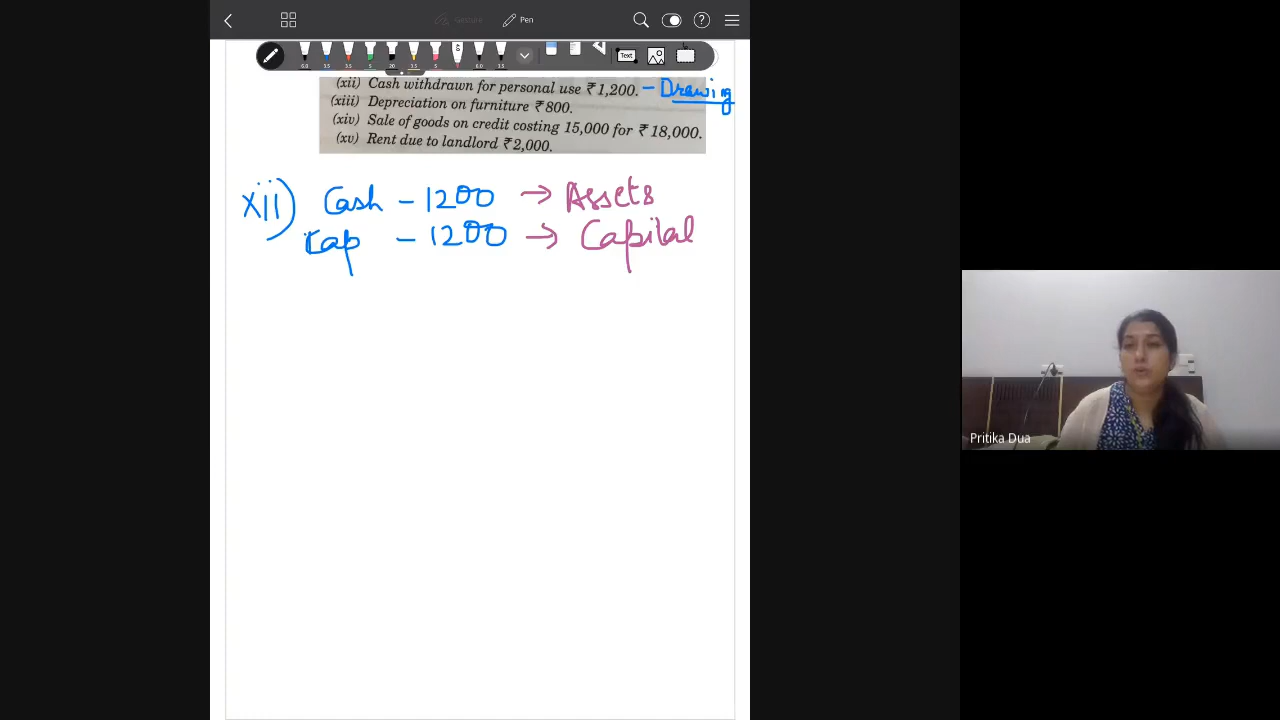 Pen
Text
(xii) Cash withdrawn for personal use ₹1,200. – Drawing
(xiii) Depreciation on furniture ₹800.
(xiv) Sale of goods on credit costing 15,000 for ₹18,000.
(xv) Rent due to landlord ₹2,000.
xii) Cash – 1200 → Assets
Cap – 1200 → Capital
Pritika Dua